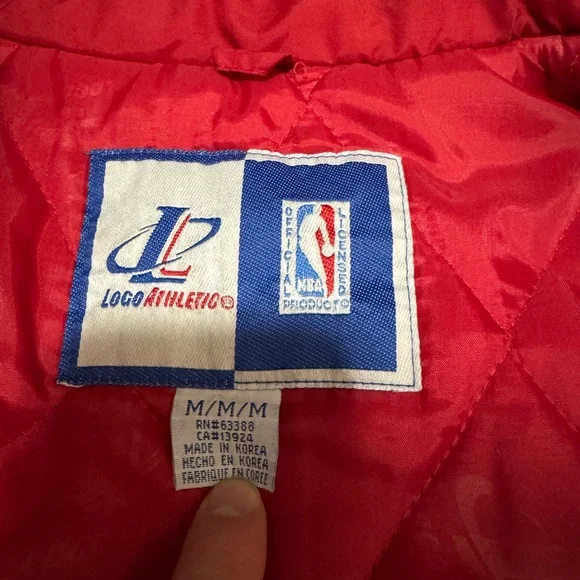 LOGO ATHLETIC
OFFICIAL
LICENSED
NBA
PRODUCT
M/M/M
RN#63388
CA#13924
MADE IN KOREA
HECHO EN KOREA
FABRIQUE EN COREE